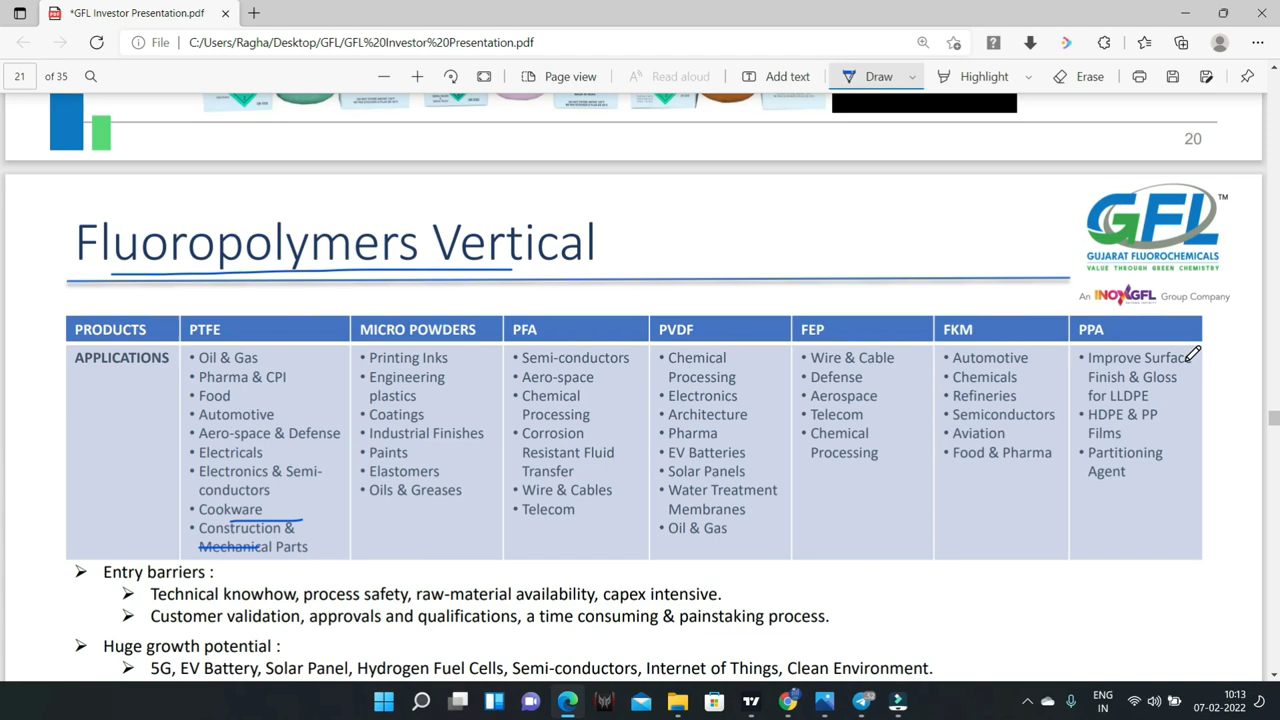 *GFL Investor Presentation.pdf
File C:/Users/Ragha/Desktop/GFL/GFL%20Investor%20Presentation.pdf
21 of 35 Page view Read aloud Add text Draw Highlight Erase
20
Fluoropolymers Vertical
GFL ™
GUJARAT FLUOROCHEMICALS
VALUE THROUGH GREEN CHEMISTRY
An INOXGFL Group Company
PRODUCTS PTFE MICRO POWDERS PFA PVDF FEP FKM PPA
APPLICATIONS
• Oil & Gas
• Pharma & CPI
• Food
• Automotive
• Aero-space & Defense
• Electricals
• Electronics & Semi-
conductors
• Cookware
• Construction &
Mechanical Parts
• Printing Inks
• Engineering
plastics
• Coatings
• Industrial Finishes
• Paints
• Elastomers
• Oils & Greases
• Semi-conductors
• Aero-space
• Chemical
Processing
• Corrosion
Resistant Fluid
Transfer
• Wire & Cables
• Telecom
• Chemical
Processing
• Electronics
• Architecture
• Pharma
• EV Batteries
• Solar Panels
• Water Treatment
Membranes
• Oil & Gas
• Wire & Cable
• Defense
• Aerospace
• Telecom
• Chemical
Processing
• Automotive
• Chemicals
• Refineries
• Semiconductors
• Aviation
• Food & Pharma
• Improve Surface
Finish & Gloss
for LLDPE
• HDPE & PP
Films
• Partitioning
Agent
Entry barriers :
Technical knowhow, process safety, raw-material availability, capex intensive.
Customer validation, approvals and qualifications, a time consuming & painstaking process.
Huge growth potential :
5G, EV Battery, Solar Panel, Hydrogen Fuel Cells, Semi-conductors, Internet of Things, Clean Environment.
ENG
IN
10:13
07-02-2022